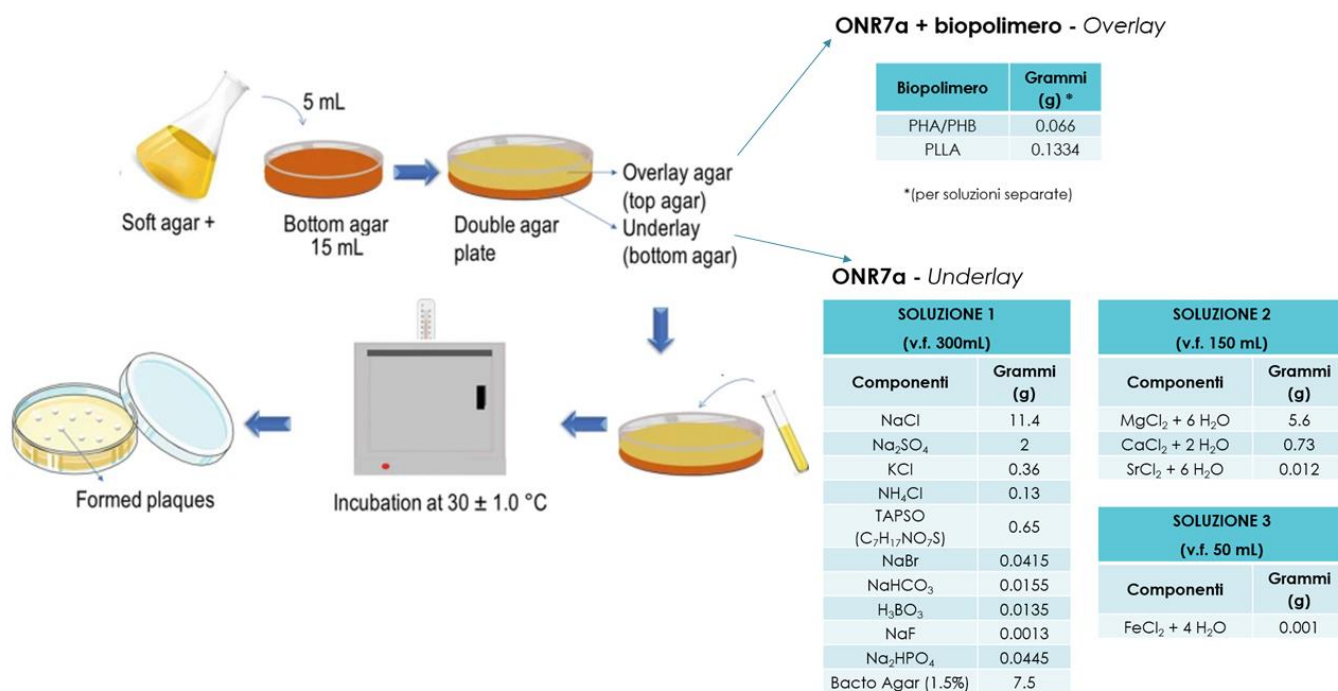 ONR7a + biopolimero - Overlay
Biopolimero Grammi (g) *
PHA/PHB 0.066
PLLA 0.1334
*(per soluzioni separate)
5 mL
Soft agar +
Bottom agar
15 mL
Double agar
plate
Overlay agar
(top agar)
Underlay
(bottom agar)
ONR7a - Underlay
SOLUZIONE 1
(v.f. 300mL)
Componenti Grammi (g)
NaCl 11.4
Na₂SO₄ 2
KCl 0.36
NH₄Cl 0.13
TAPSO
(C₇H₁₇NO₇S) 0.65
NaBr 0.0415
NaHCO₃ 0.0155
H₃BO₃ 0.0135
NaF 0.0013
Na₂HPO₄ 0.0445
Bacto Agar (1.5%) 7.5
SOLUZIONE 2
(v.f. 150 mL)
Componenti Grammi (g)
MgCl₂ + 6 H₂O 5.6
CaCl₂ + 2 H₂O 0.73
SrCl₂ + 6 H₂O 0.012
SOLUZIONE 3
(v.f. 50 mL)
Componenti Grammi (g)
FeCl₂ + 4 H₂O 0.001
Incubation at 30 ± 1.0 °C
Formed plaques